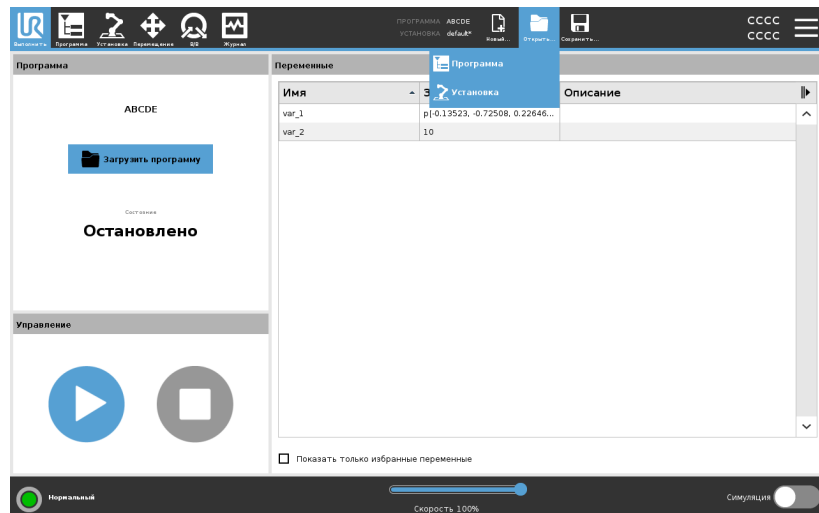 UR
Выполнить Программа Установка Перемещение В/В Журнал
ПРОГРАММА ABCDE
УСТАНОВКА default*
Новый... Открыть... Сохранить...
CCCC
CCCC
Программа
Переменные
Программа
Установка
Имя З Описание
var_1 p[-0.13523, -0.72508, 0.22646...
var_2 10
ABCDE
Загрузить программу
Состояние
Остановлено
Управление
Показать только избранные переменные
Нормальный
Скорость 100%
Симуляция